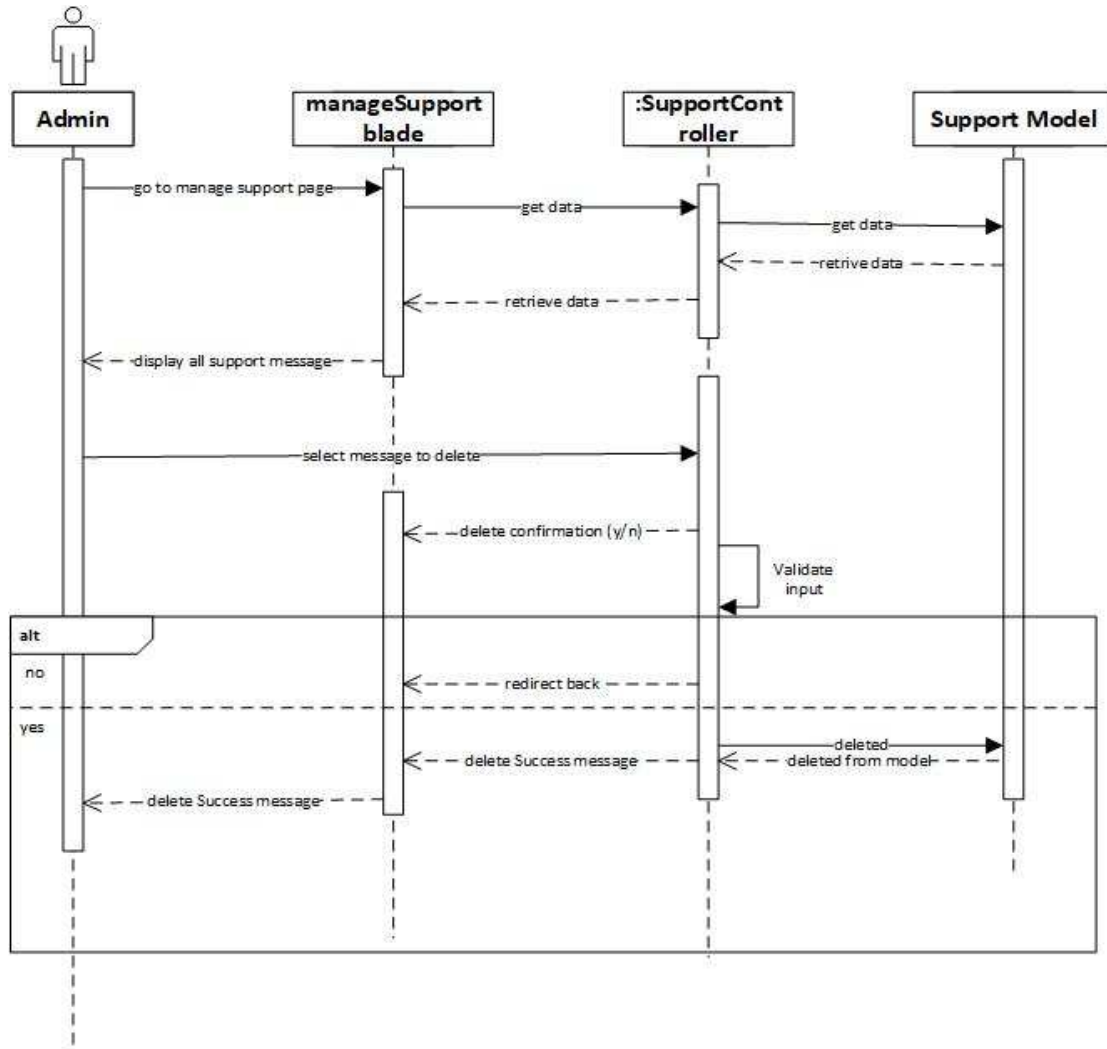 Admin
manageSupport
blade
:SupportCont
roller
Support Model
go to manage support page
get data
get data
retrive data
retrieve data
display all support message
select message to delete
delete confirmation (y/n)
Validate
input
alt
no
redirect back
yes
deleted
delete Success message
deleted from model
delete Success message